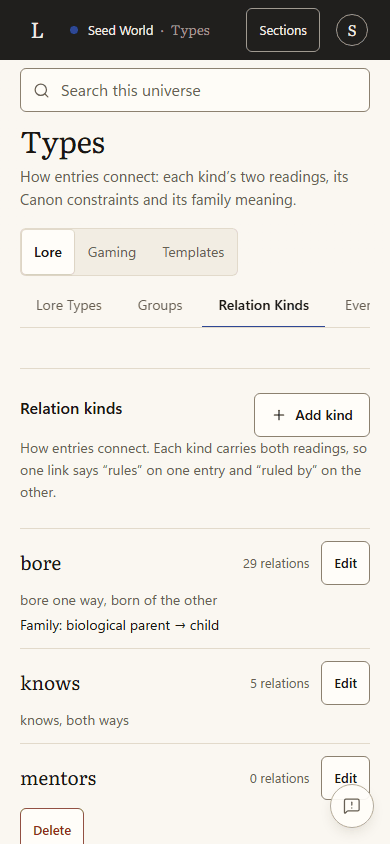 L Seed World · Types Sections S
Search this universe
Types
How entries connect: each kind’s two readings, its
Canon constraints and its family meaning.
Lore Gaming Templates
Lore Types Groups Relation Kinds Ever
Relation kinds
+ Add kind
How entries connect. Each kind carries both readings, so
one link says “rules” on one entry and “ruled by” on the
other.
bore 29 relations Edit
bore one way, born of the other
Family: biological parent → child
knows 5 relations Edit
knows, both ways
mentors 0 relations Edit
Delete